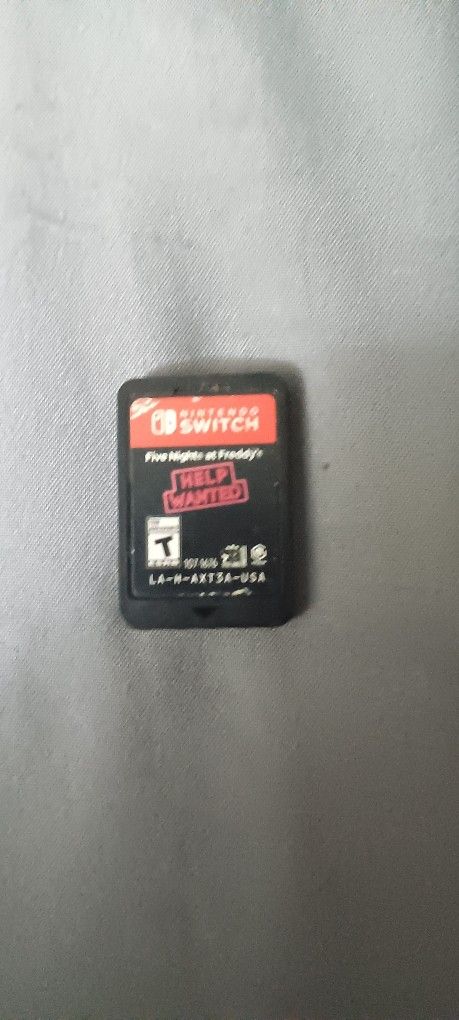 NINTENDO
SWITCH
Five Nights at Freddy's
HELP
WANTED
T
LA-H-AXT3A-USA